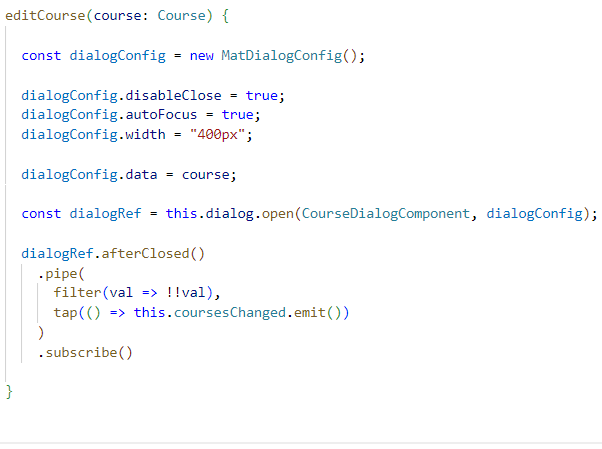 editCourse(course: Course) {
const dialogConfig = new MatDialogConfig();
dialogConfig.disableClose = true;
dialogConfig.autoFocus = true;
dialogConfig.width = "400px";
dialogConfig.data = course;
const dialogRef = this.dialog.open(CourseDialogComponent, dialogConfig);
dialogRef.afterClosed()
.pipe(
filter(val => !!val),
tap(() => this.coursesChanged.emit())
)
.subscribe()
}